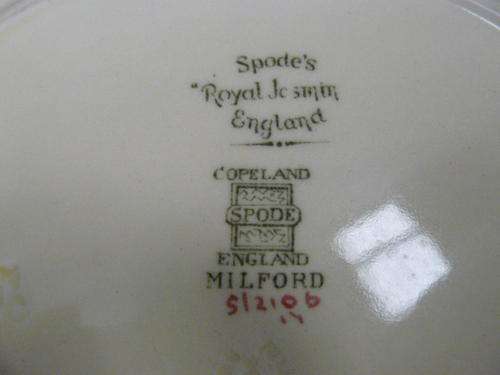 Spode's
"Royal Jasmin
England
COPELAND
SPODE
ENGLAND
MILFORD
S/2106